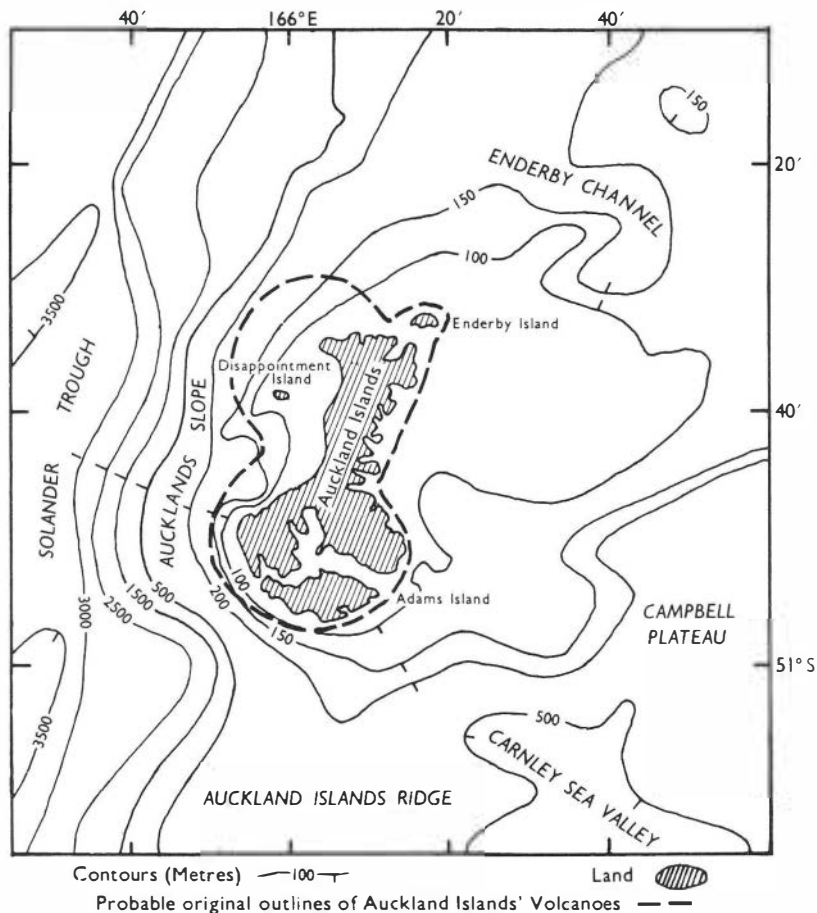 40′ 166°E 20′ 40′
150
20′
ENDERBY CHANNEL
150
100
3500
Enderby Island
Disappointment
Island
TROUGH
SLOPE
40′
Auckland Islands
SOLANDER
AUCKLANDS
100
200
500
1500
2500
3000
Adams Island
150
CAMPBELL
PLATEAU
51°S
500
3500
CARNLEY SEA VALLEY
AUCKLAND ISLANDS RIDGE
Contours (Metres) 100 Land
Probable original outlines of Auckland Islands' Volcanoes